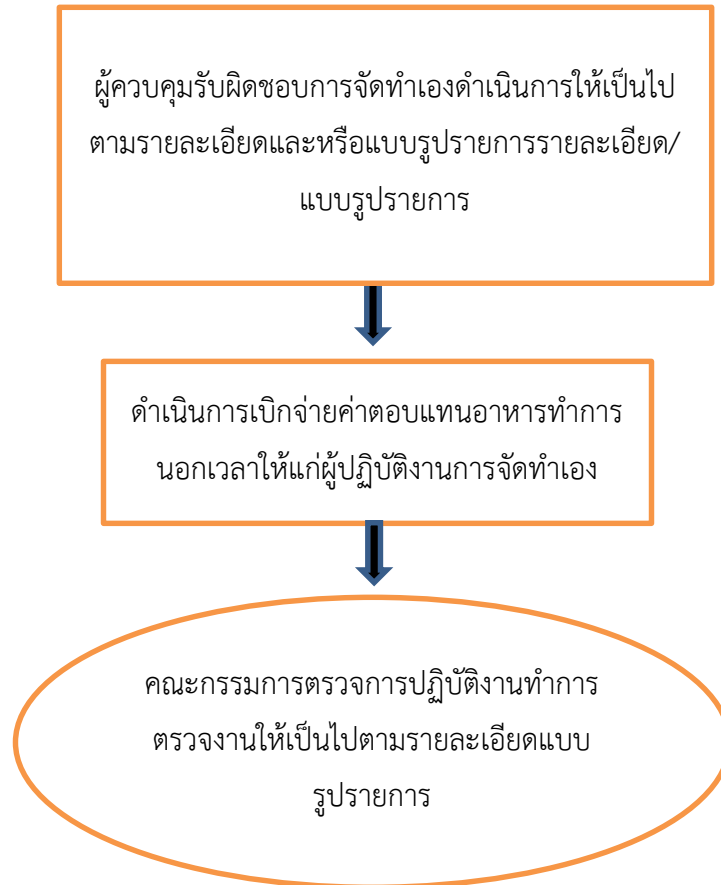 ผู้ควบคุมรับผิดชอบการจัดทำเองดำเนินการให้เป็นไป
ตามรายละเอียดและหรือแบบรูปรายการรายละเอียด/
แบบรูปรายการ
ดำเนินการเบิกจ่ายค่าตอบแทนอาหารทำการ
นอกเวลาให้แก่ผู้ปฏิบัติงานการจัดทำเอง
คณะกรรมการตรวจการปฏิบัติงานทำการ
ตรวจงานให้เป็นไปตามรายละเอียดแบบ
รูปรายการ